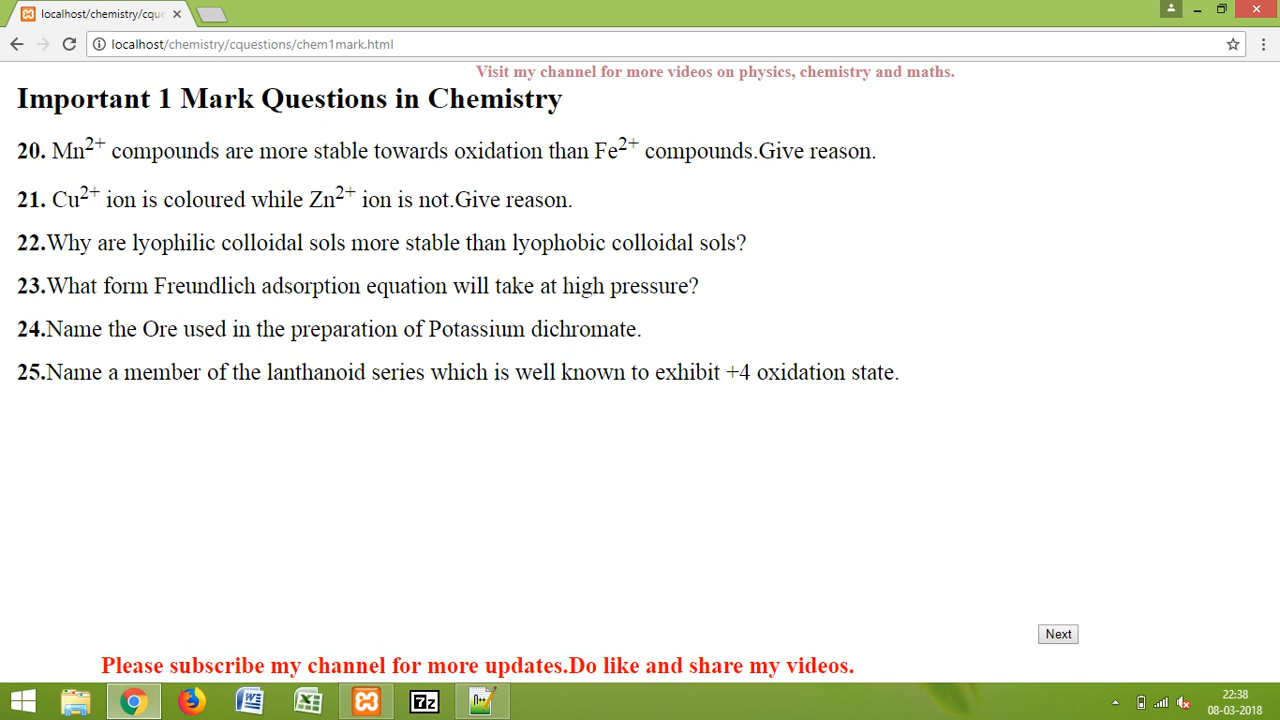 localhost/chemistry/cque
localhost/chemistry/cquestions/chem1mark.html
Visit my channel for more videos on physics, chemistry and maths.
Important 1 Mark Questions in Chemistry
20. Mn²⁺ compounds are more stable towards oxidation than Fe²⁺ compounds.Give reason.
21. Cu²⁺ ion is coloured while Zn²⁺ ion is not.Give reason.
22.Why are lyophilic colloidal sols more stable than lyophobic colloidal sols?
23.What form Freundlich adsorption equation will take at high pressure?
24.Name the Ore used in the preparation of Potassium dichromate.
25.Name a member of the lanthanoid series which is well known to exhibit +4 oxidation state.
Next
Please subscribe my channel for more updates.Do like and share my videos.
7z
22:38
08-03-2018